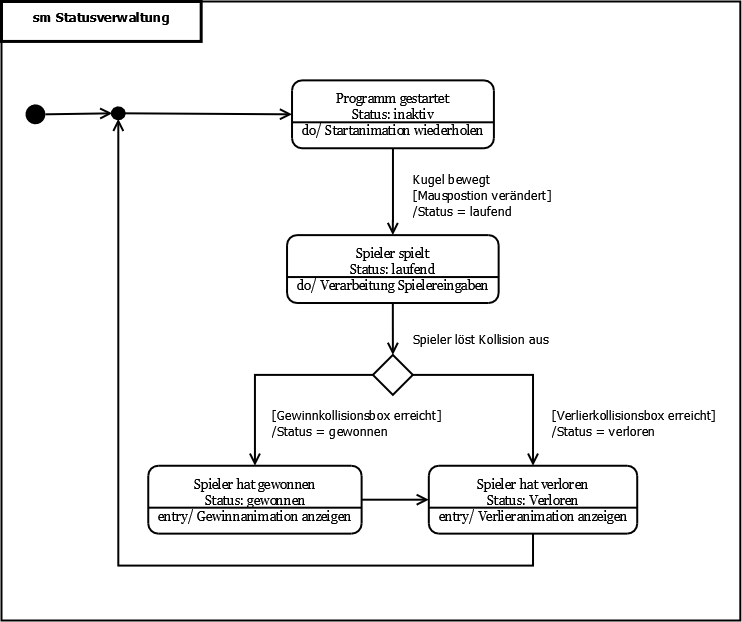 sm Statusverwaltung
Programm gestartet
Status: inaktiv
do/ Startanimation wiederholen
Kugel bewegt
[Mauspostion verändert]
/Status = laufend
Spieler spielt
Status: laufend
do/ Verarbeitung Spielereingaben
Spieler löst Kollision aus
[Gewinnkollisionsbox erreicht]
/Status = gewonnen
[Verlierkollisionsbox erreicht]
/Status = verloren
Spieler hat gewonnen
Status: gewonnen
entry/ Gewinnanimation anzeigen
Spieler hat verloren
Status: Verloren
entry/ Verlieranimation anzeigen